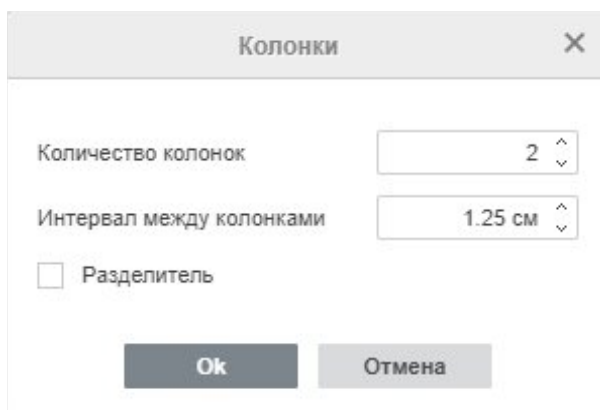 Колонки
Количество колонок 2
Интервал между колонками 1.25 см
Разделитель
Ok Отмена